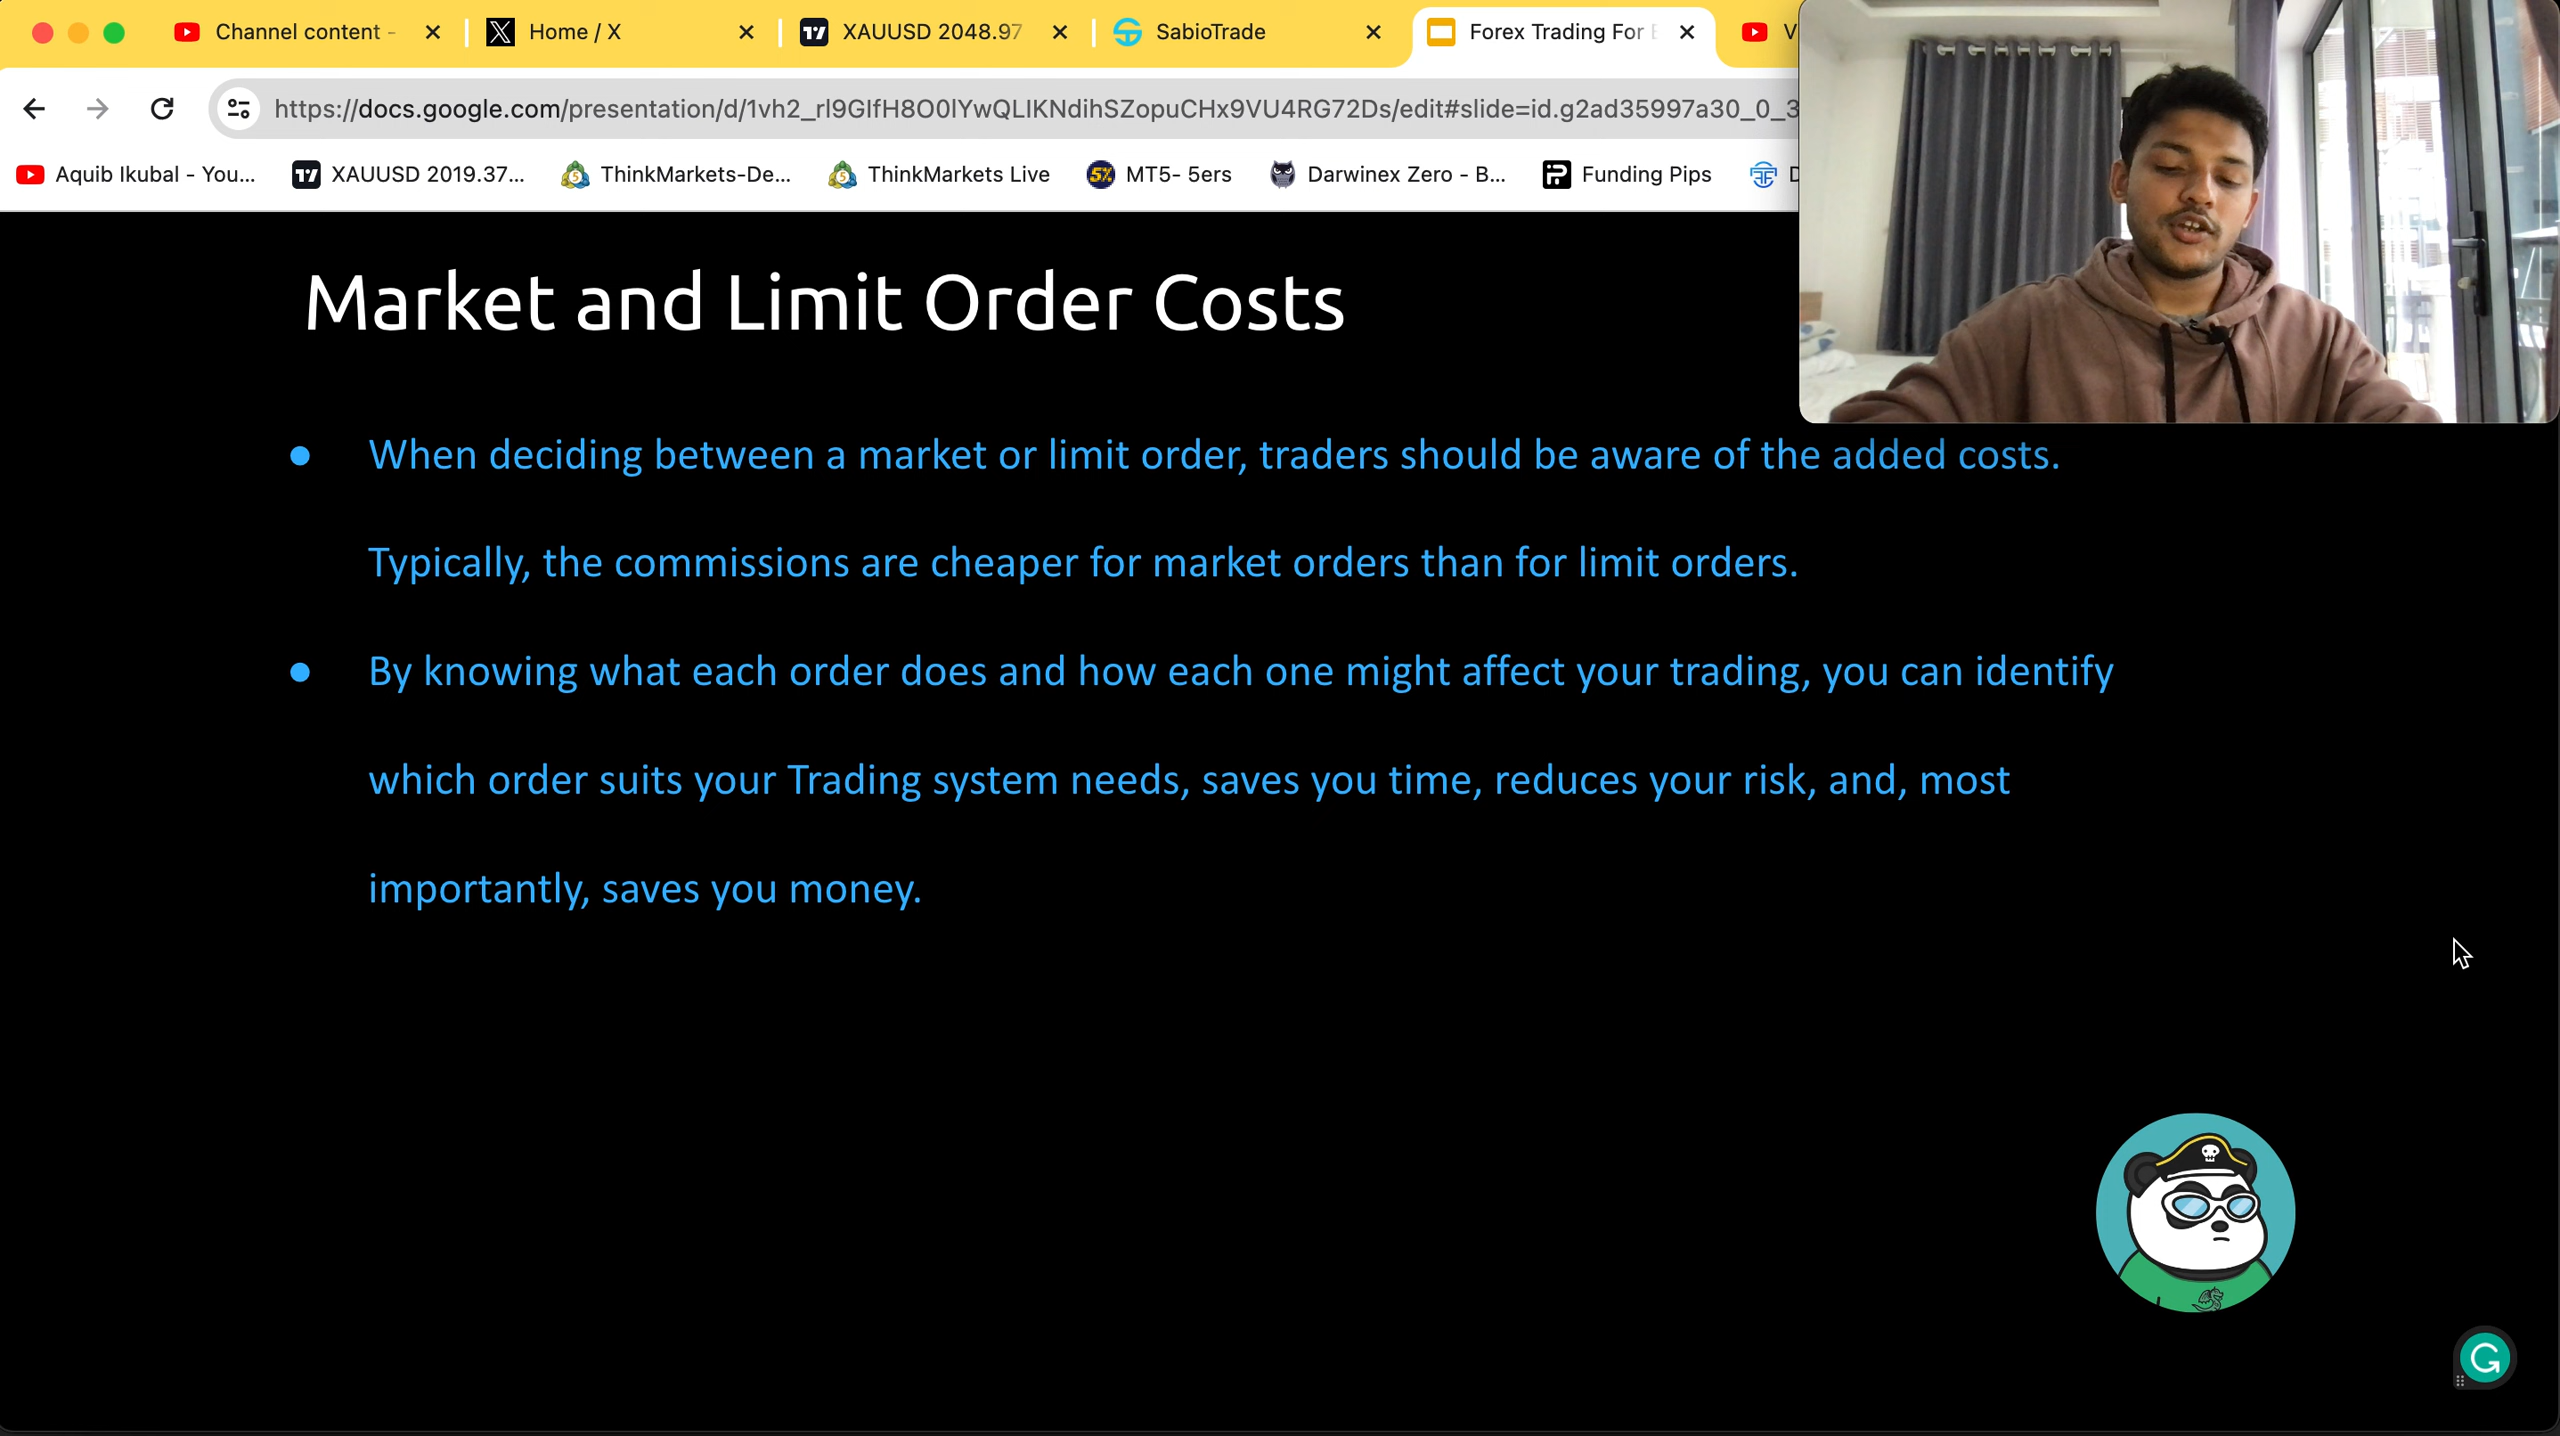 Channel content -
Home / X
XAUUSD 2048.97
SabioTrade
Forex Trading For
https://docs.google.com/presentation/d/1vh2_rl9GIfH8O0lYwQLIKNdihSZopuCHx9VU4RG72Ds/edit#slide=id.g2ad35997a30_0_3
Aquib Ikubal - You...
XAUUSD 2019.37...
ThinkMarkets-De...
ThinkMarkets Live
MT5- 5ers
Darwinex Zero - B...
Funding Pips
Market and Limit Order Costs
● When deciding between a market or limit order, traders should be aware of the added costs.
Typically, the commissions are cheaper for market orders than for limit orders.
● By knowing what each order does and how each one might affect your trading, you can identify
which order suits your Trading system needs, saves you time, reduces your risk, and, most
importantly, saves you money.